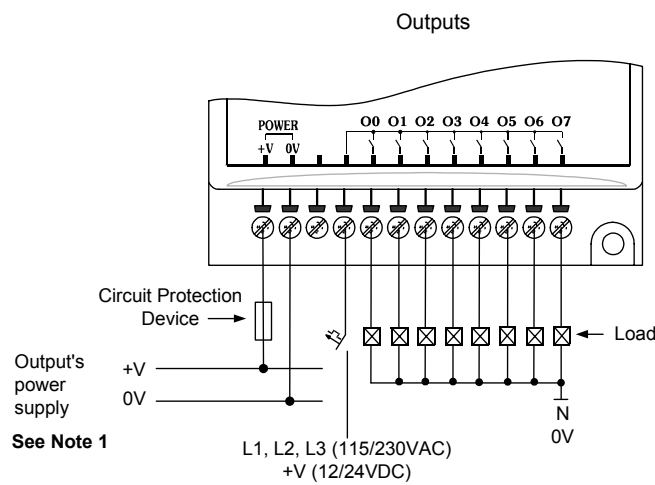 Outputs
POWER
+V 0V
O0 O1 O2 O3 O4 O5 O6 O7
Circuit Protection
Device
Load
Output's
power
supply
+V
0V
See Note 1
N
0V
L1, L2, L3 (115/230VAC)
+V (12/24VDC)